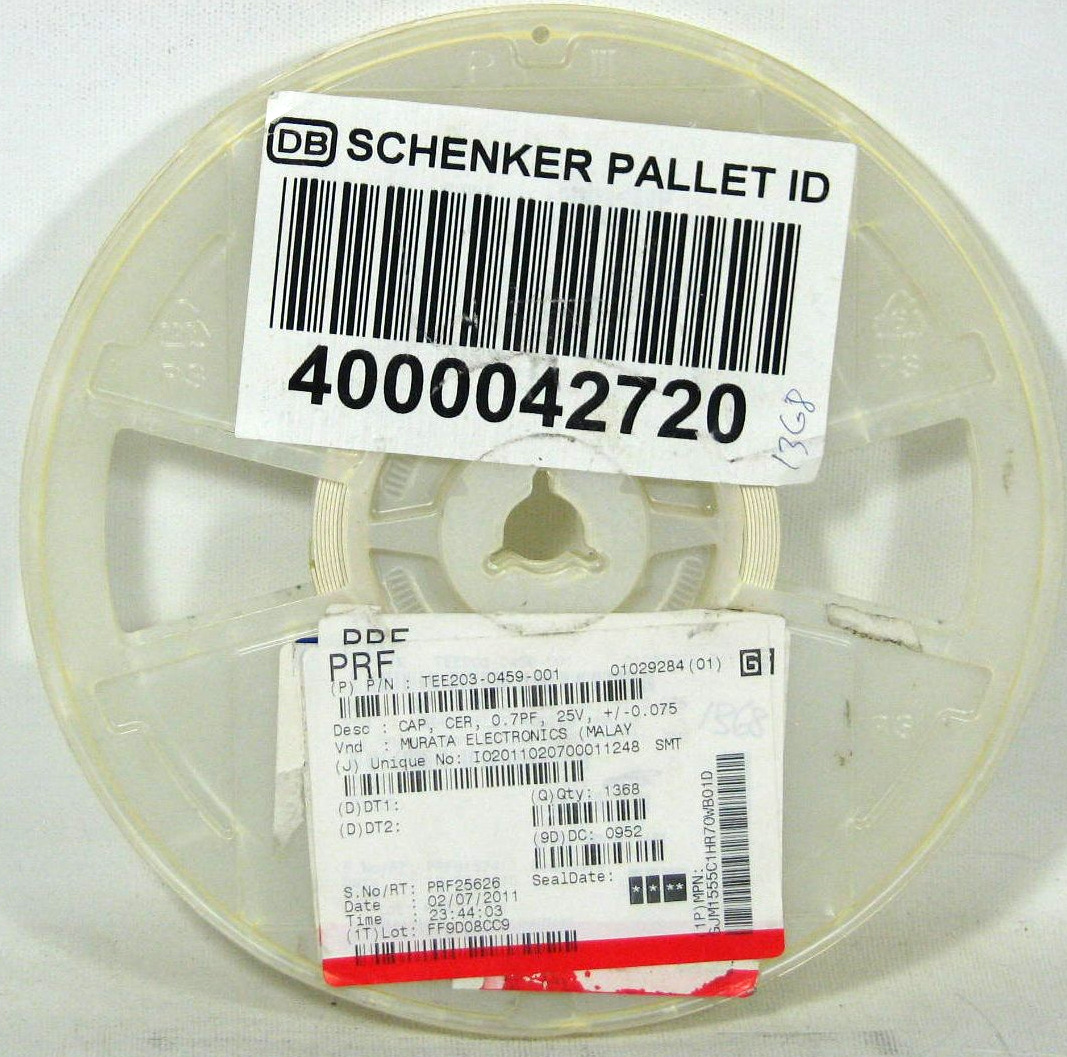 DB SCHENKER PALLET ID
4000042720
1368
PRF
PRF
(P) P/N : TEE203-0459-001 01029284(01) G1
Desc : CAP, CER, 0.7PF, 25V, +/-0.075
Vnd : MURATA ELECTRONICS (MALAY
(J) Unique No: IO2011020700011248 SMT
1368
(D)DT1: (Q)Qty: 1368
(D)DT2: (9D)DC: 0952
SealDate: * * **
S.No/RT: PRF25626
Date : 02/07/2011
Time : 23:44:03
(1T)Lot: FF9D08CC9
(1P)MPN:
GJM1555C1HR70WB01D